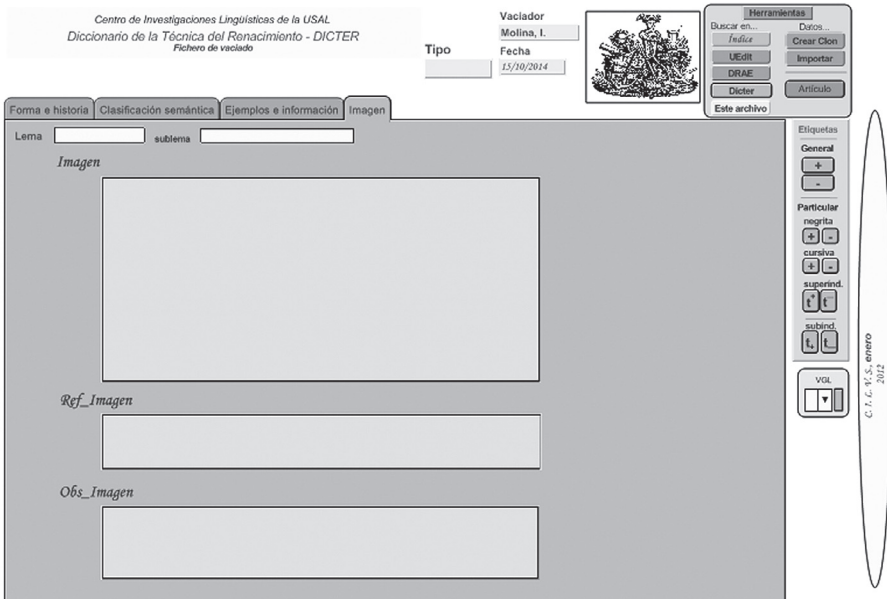 Centro de Investigaciones Lingüísticas de la USAL
Diccionario de la Técnica del Renacimiento - DICTER
Fichero de vaciado
Tipo
Vaciador
Molina, I.
Fecha
15/10/2014
Herramientas
Buscar en...
Datos...
Índice
Crear Clon
UEdit
Importar
DRAE
Dicter
Artículo
Este archivo
Forma e historia
Clasificación semántica
Ejemplos e información
Imagen
Lema
sublema
Imagen
Ref_Imagen
Obs_Imagen
Etiquetas
General
+
-
Particular
negrita
+ -
cursiva
+ -
superind.
t+ t-
subind.
t+ t-
VGL
C. I. L. V. S., enero
2012